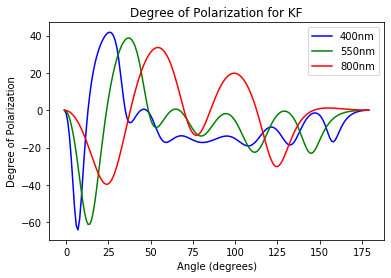 Degree of Polarization for KF
400nm
550nm
800nm
Degree of Polarization
40
20
0
−20
−40
−60
0
25
50
75
100
125
150
175
Angle (degrees)